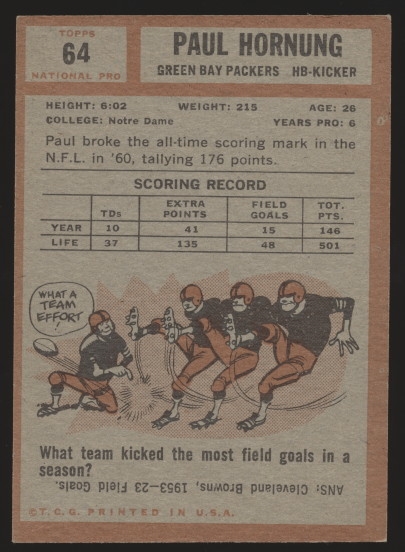 TOPPS
64
NATIONAL PRO
PAUL HORNUNG
GREEN BAY PACKERS HB-KICKER
HEIGHT: 6:02 WEIGHT: 215 AGE: 26
COLLEGE: Notre Dame YEARS PRO: 6
Paul broke the all-time scoring mark in the
N.F.L. in '60, tallying 176 points.
SCORING RECORD
TDs EXTRA POINTS FIELD GOALS TOT. PTS.
YEAR 10 41 15 146
LIFE 37 135 48 501
WHAT A
TEAM
EFFORT
!
What team kicked the most field goals in a
season?
ANS: Cleveland Browns, 1953—23 Field Goals.
©T.C.G. PRINTED IN U.S.A.